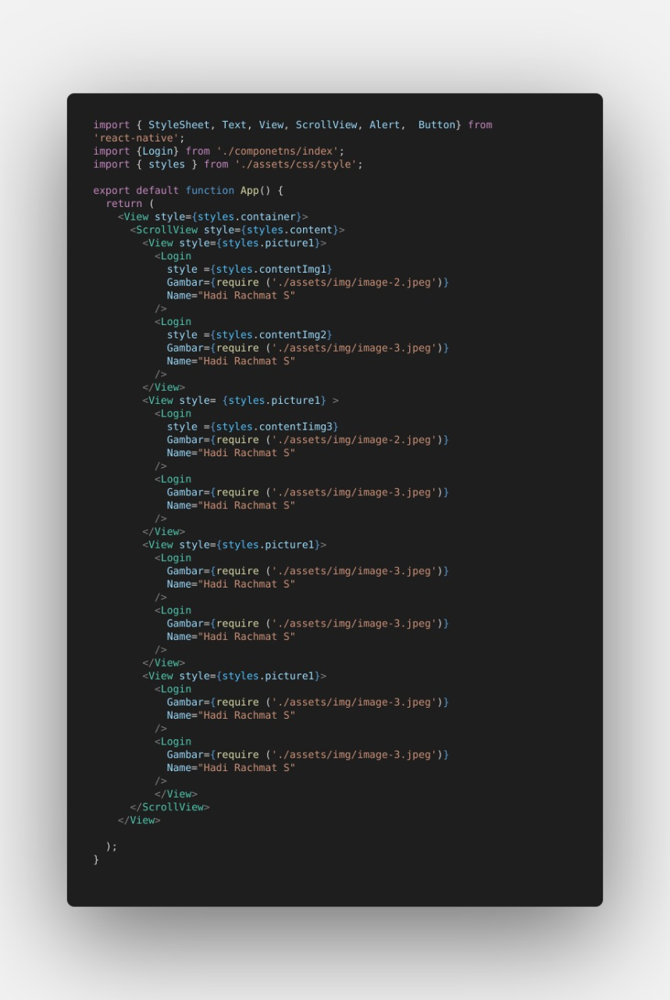 import { StyleSheet, Text, View, ScrollView, Alert,  Button} from
'react-native';
import {Login} from './componetns/index';
import { styles } from './assets/css/style';

export default function App() {
  return (
    <View style={styles.container}>
      <ScrollView style={styles.content}>
        <View style={styles.picture1}>
          <Login
            style ={styles.contentImg1}
            Gambar={require ('./assets/img/image-2.jpeg')}
            Name="Hadi Rachmat S"
          />
          <Login
            style ={styles.contentImg2}
            Gambar={require ('./assets/img/image-3.jpeg')}
            Name="Hadi Rachmat S"
          />
        </View>
        <View style= {styles.picture1} >
          <Login
            style ={styles.contentIimg3}
            Gambar={require ('./assets/img/image-2.jpeg')}
            Name="Hadi Rachmat S"
          />
          <Login
            Gambar={require ('./assets/img/image-3.jpeg')}
            Name="Hadi Rachmat S"
          />
        </View>
        <View style={styles.picture1}>
          <Login
            Gambar={require ('./assets/img/image-3.jpeg')}
            Name="Hadi Rachmat S"
          />
          <Login
            Gambar={require ('./assets/img/image-3.jpeg')}
            Name="Hadi Rachmat S"
          />
        </View>
        <View style={styles.picture1}>
          <Login
            Gambar={require ('./assets/img/image-3.jpeg')}
            Name="Hadi Rachmat S"
          />
          <Login
            Gambar={require ('./assets/img/image-3.jpeg')}
            Name="Hadi Rachmat S"
          />
          </View>
      </ScrollView>
    </View>

  );
}